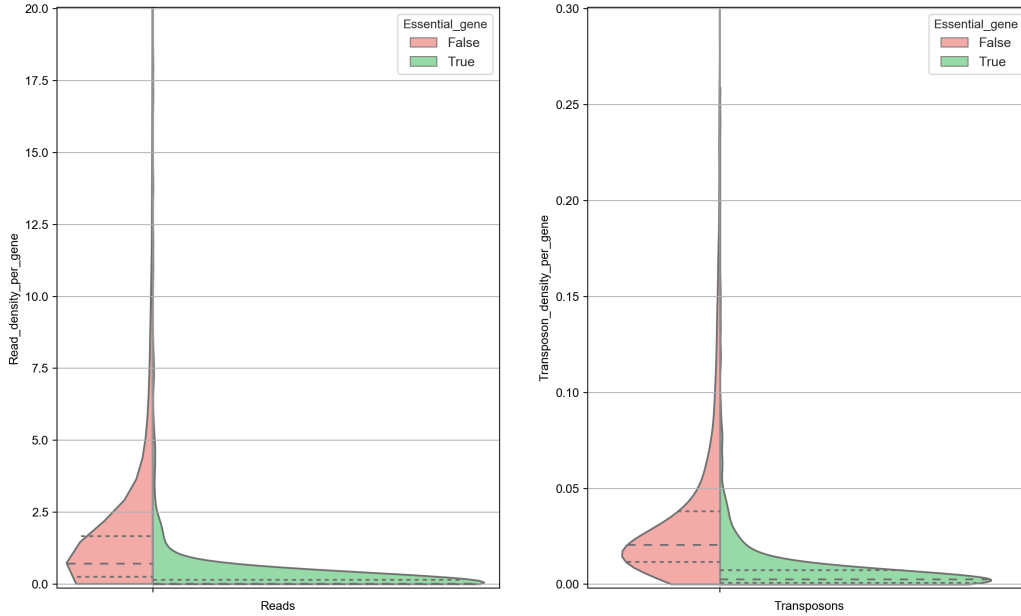 20.0
17.5
15.0
12.5
10.0
7.5
5.0
2.5
0.0
Read_density_per_gene
Reads
Essential_gene
False
True
0.30
0.25
0.20
0.15
0.10
0.05
0.00
Transposon_density_per_gene
Transposons
Essential_gene
False
True